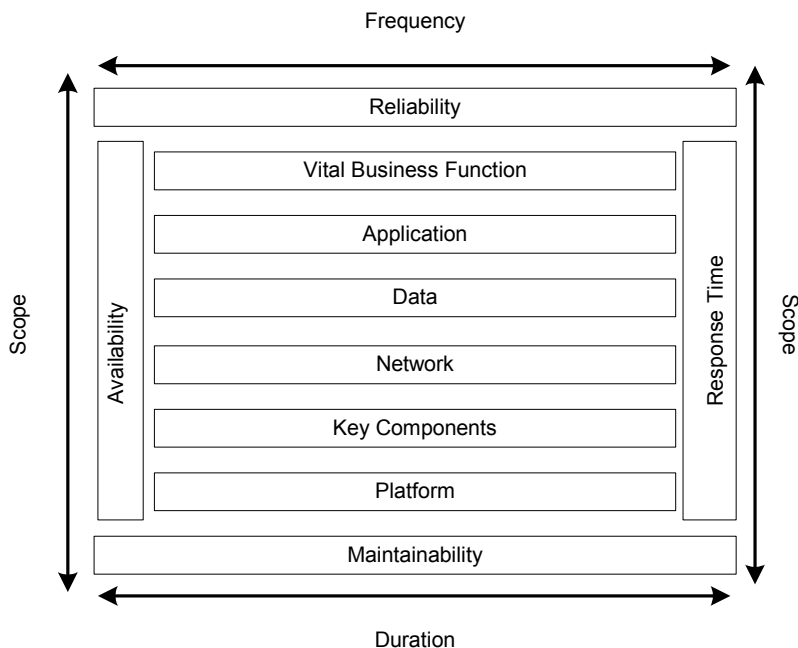 Frequency
Reliability
Vital Business Function
Application
Data
Network
Key Components
Platform
Maintainability
Duration
Scope
Availability
Response Time
Scope